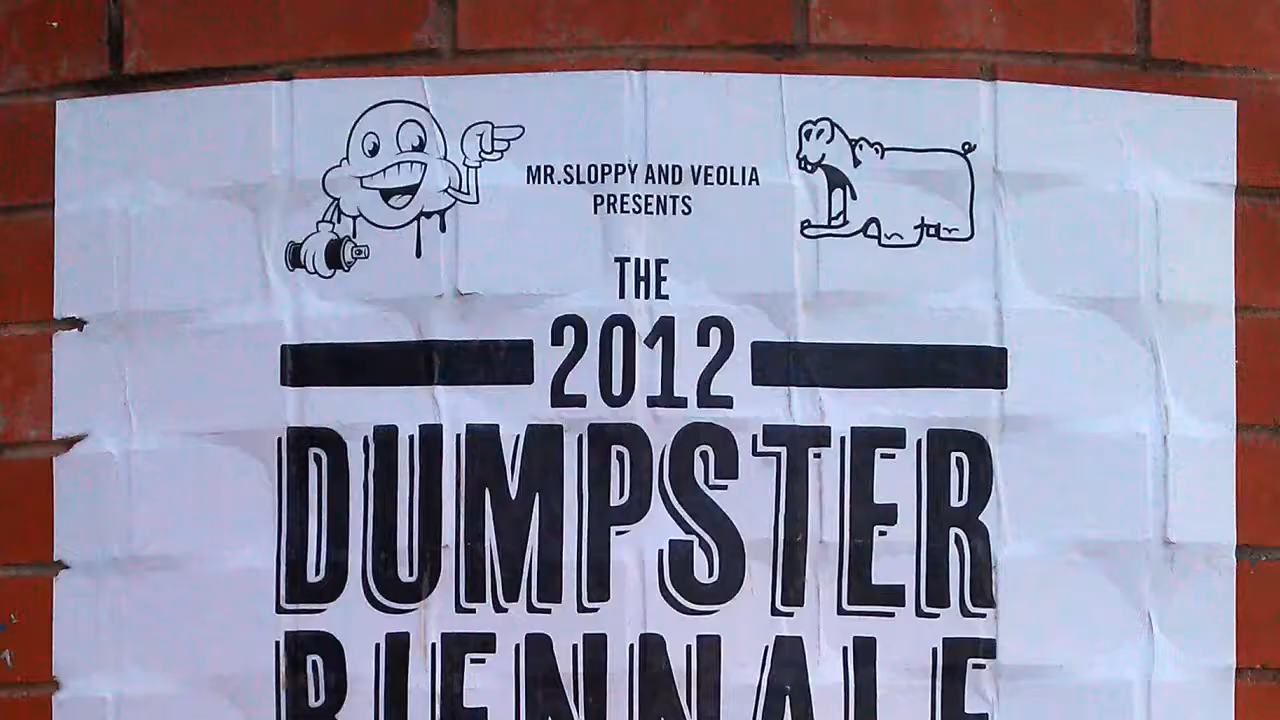 MR.SLOPPY AND VEOLIA
PRESENTS
THE
2012
DUMPSTER
BIENNALE